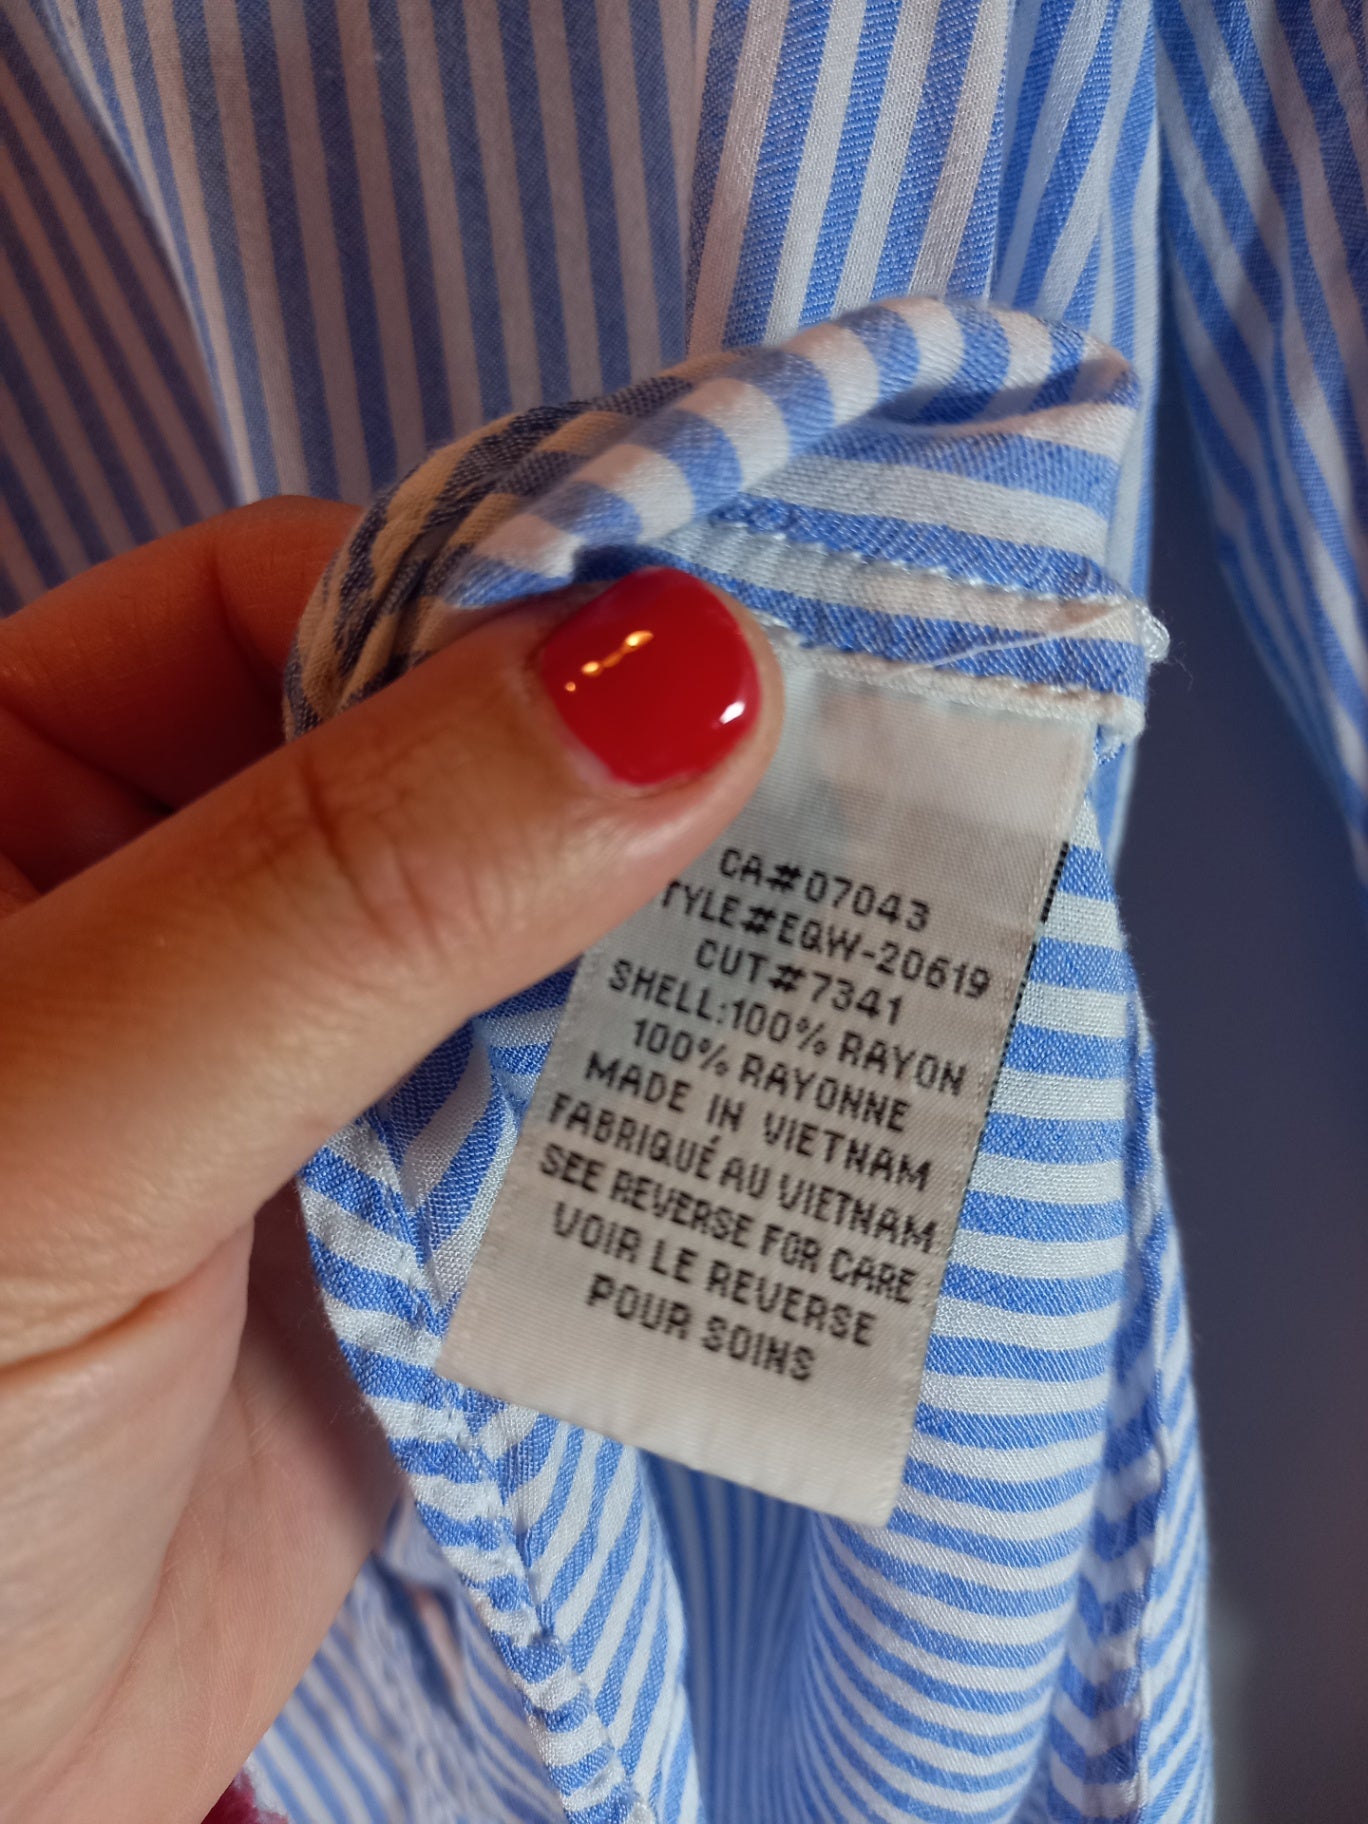 CA#07043
TYLE#EQW-20619
CUT#7341
SHELL:100% RAYON
100% RAYONNE
MADE IN VIETNAM
FABRIQUÉ AU VIETNAM
SEE REVERSE FOR CARE
VOIR LE REVERSE
POUR SOINS